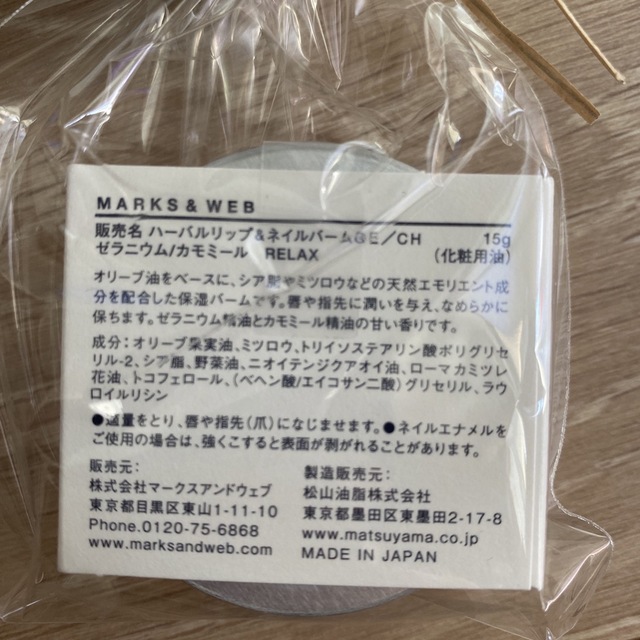 MARKS & WEB
販売名 ハーバルリップ&ネイルバームGE/CH 15g
ゼラニウム/カモミール RELAX (化粧用油)
オリーブ油をベースに、シア脂やミツロウなどの天然エモリエント成
分を配合した保湿バームです。唇や指先に潤いを与え、なめらかに
保ちます。ゼラニウム精油とカモミール精油の甘い香りです。
成分:オリーブ果実油、ミツロウ、トリイソステアリン酸ポリグリセ
リル-2、シア脂、野菜油、ニオイテンジクアオイ油、ローマカミツレ
花油、トコフェロール、(ベヘン酸/エイコサン二酸)グリセリル、ラウ
ロイルリシン
●適量をとり、唇や指先(爪)になじませます。●ネイルエナメルを
ご使用の場合は、強くこすると表面が剥がれることがあります。
販売元:
株式会社マークスアンドウェブ
東京都目黒区東山1-11-10
Phone.0120-75-6868
www.marksandweb.com
製造販売元:
松山油脂株式会社
東京都墨田区東墨田2-17-8
www.matsuyama.co.jp
MADE IN JAPAN